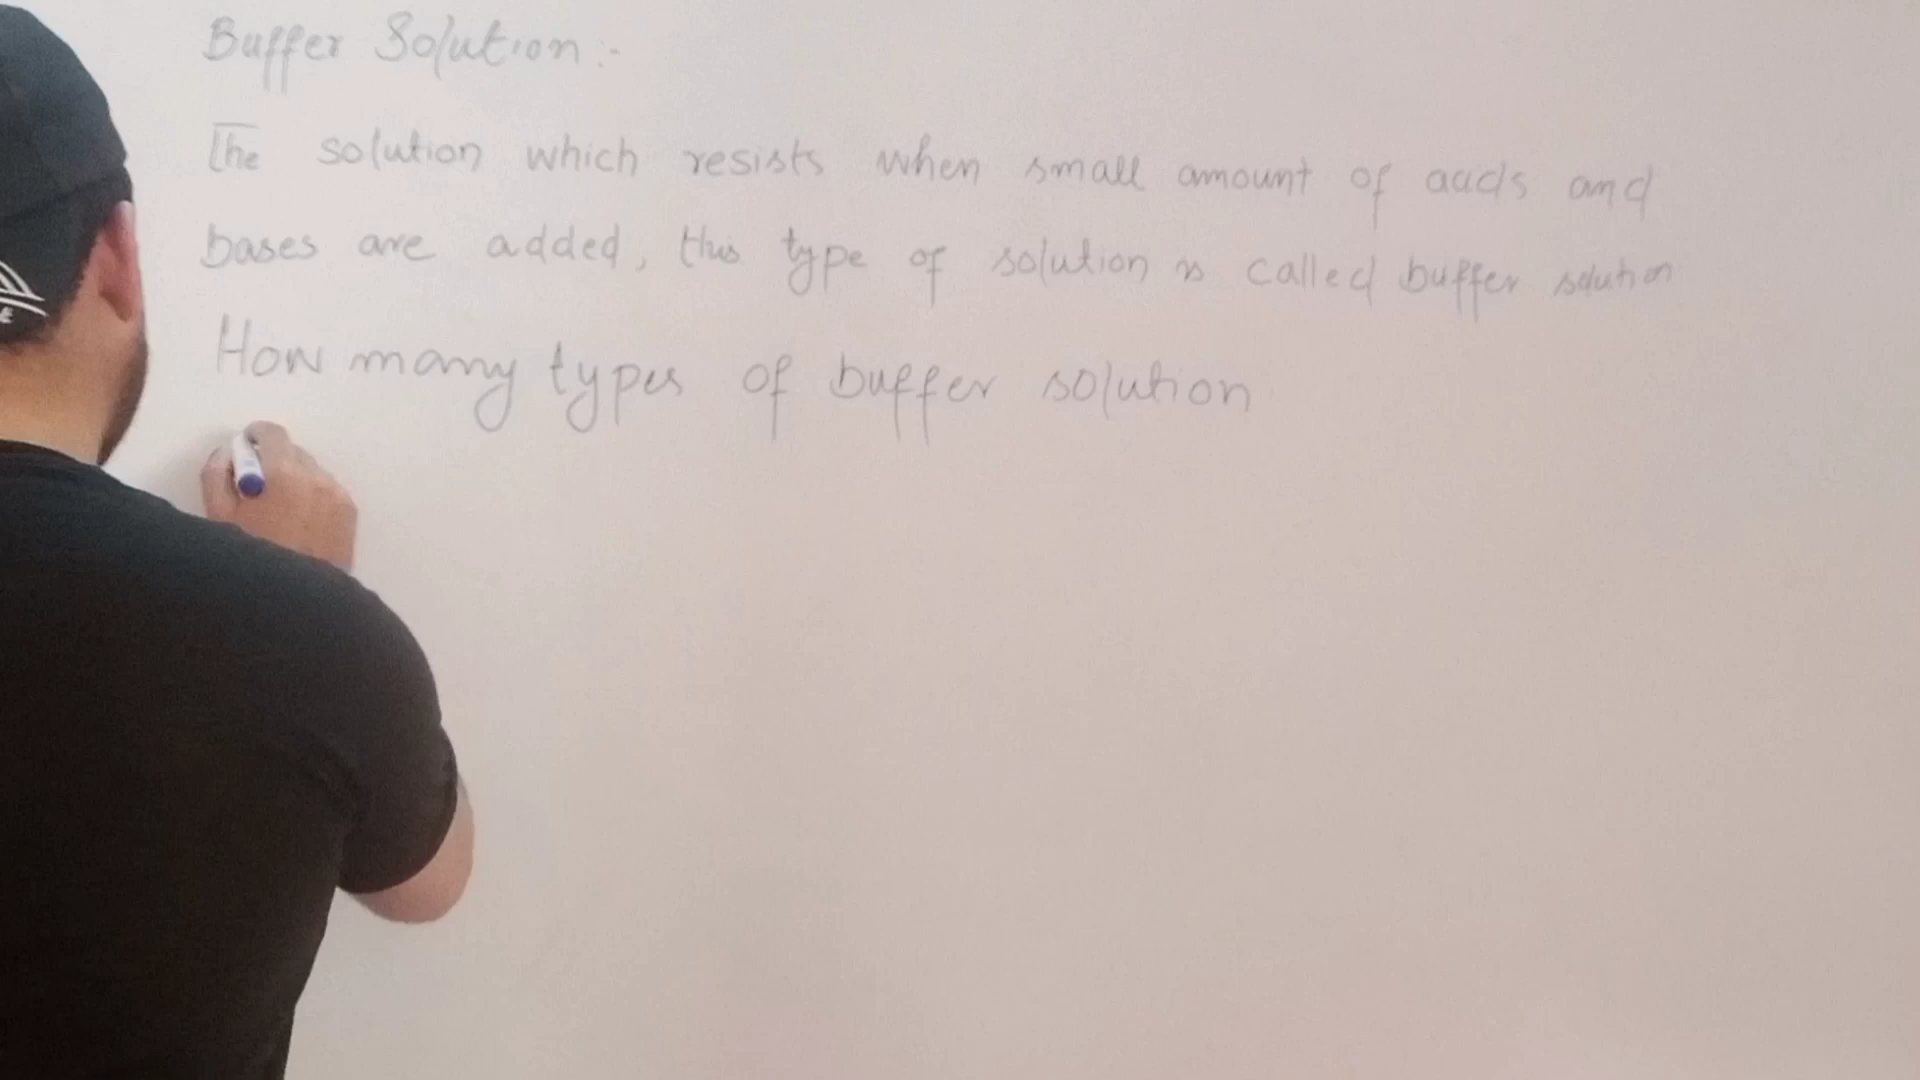 Buffer Solution :-
The solution which resists when small amount of acids and
bases are added, this type of solution is called buffer solution
How many types of buffer solution